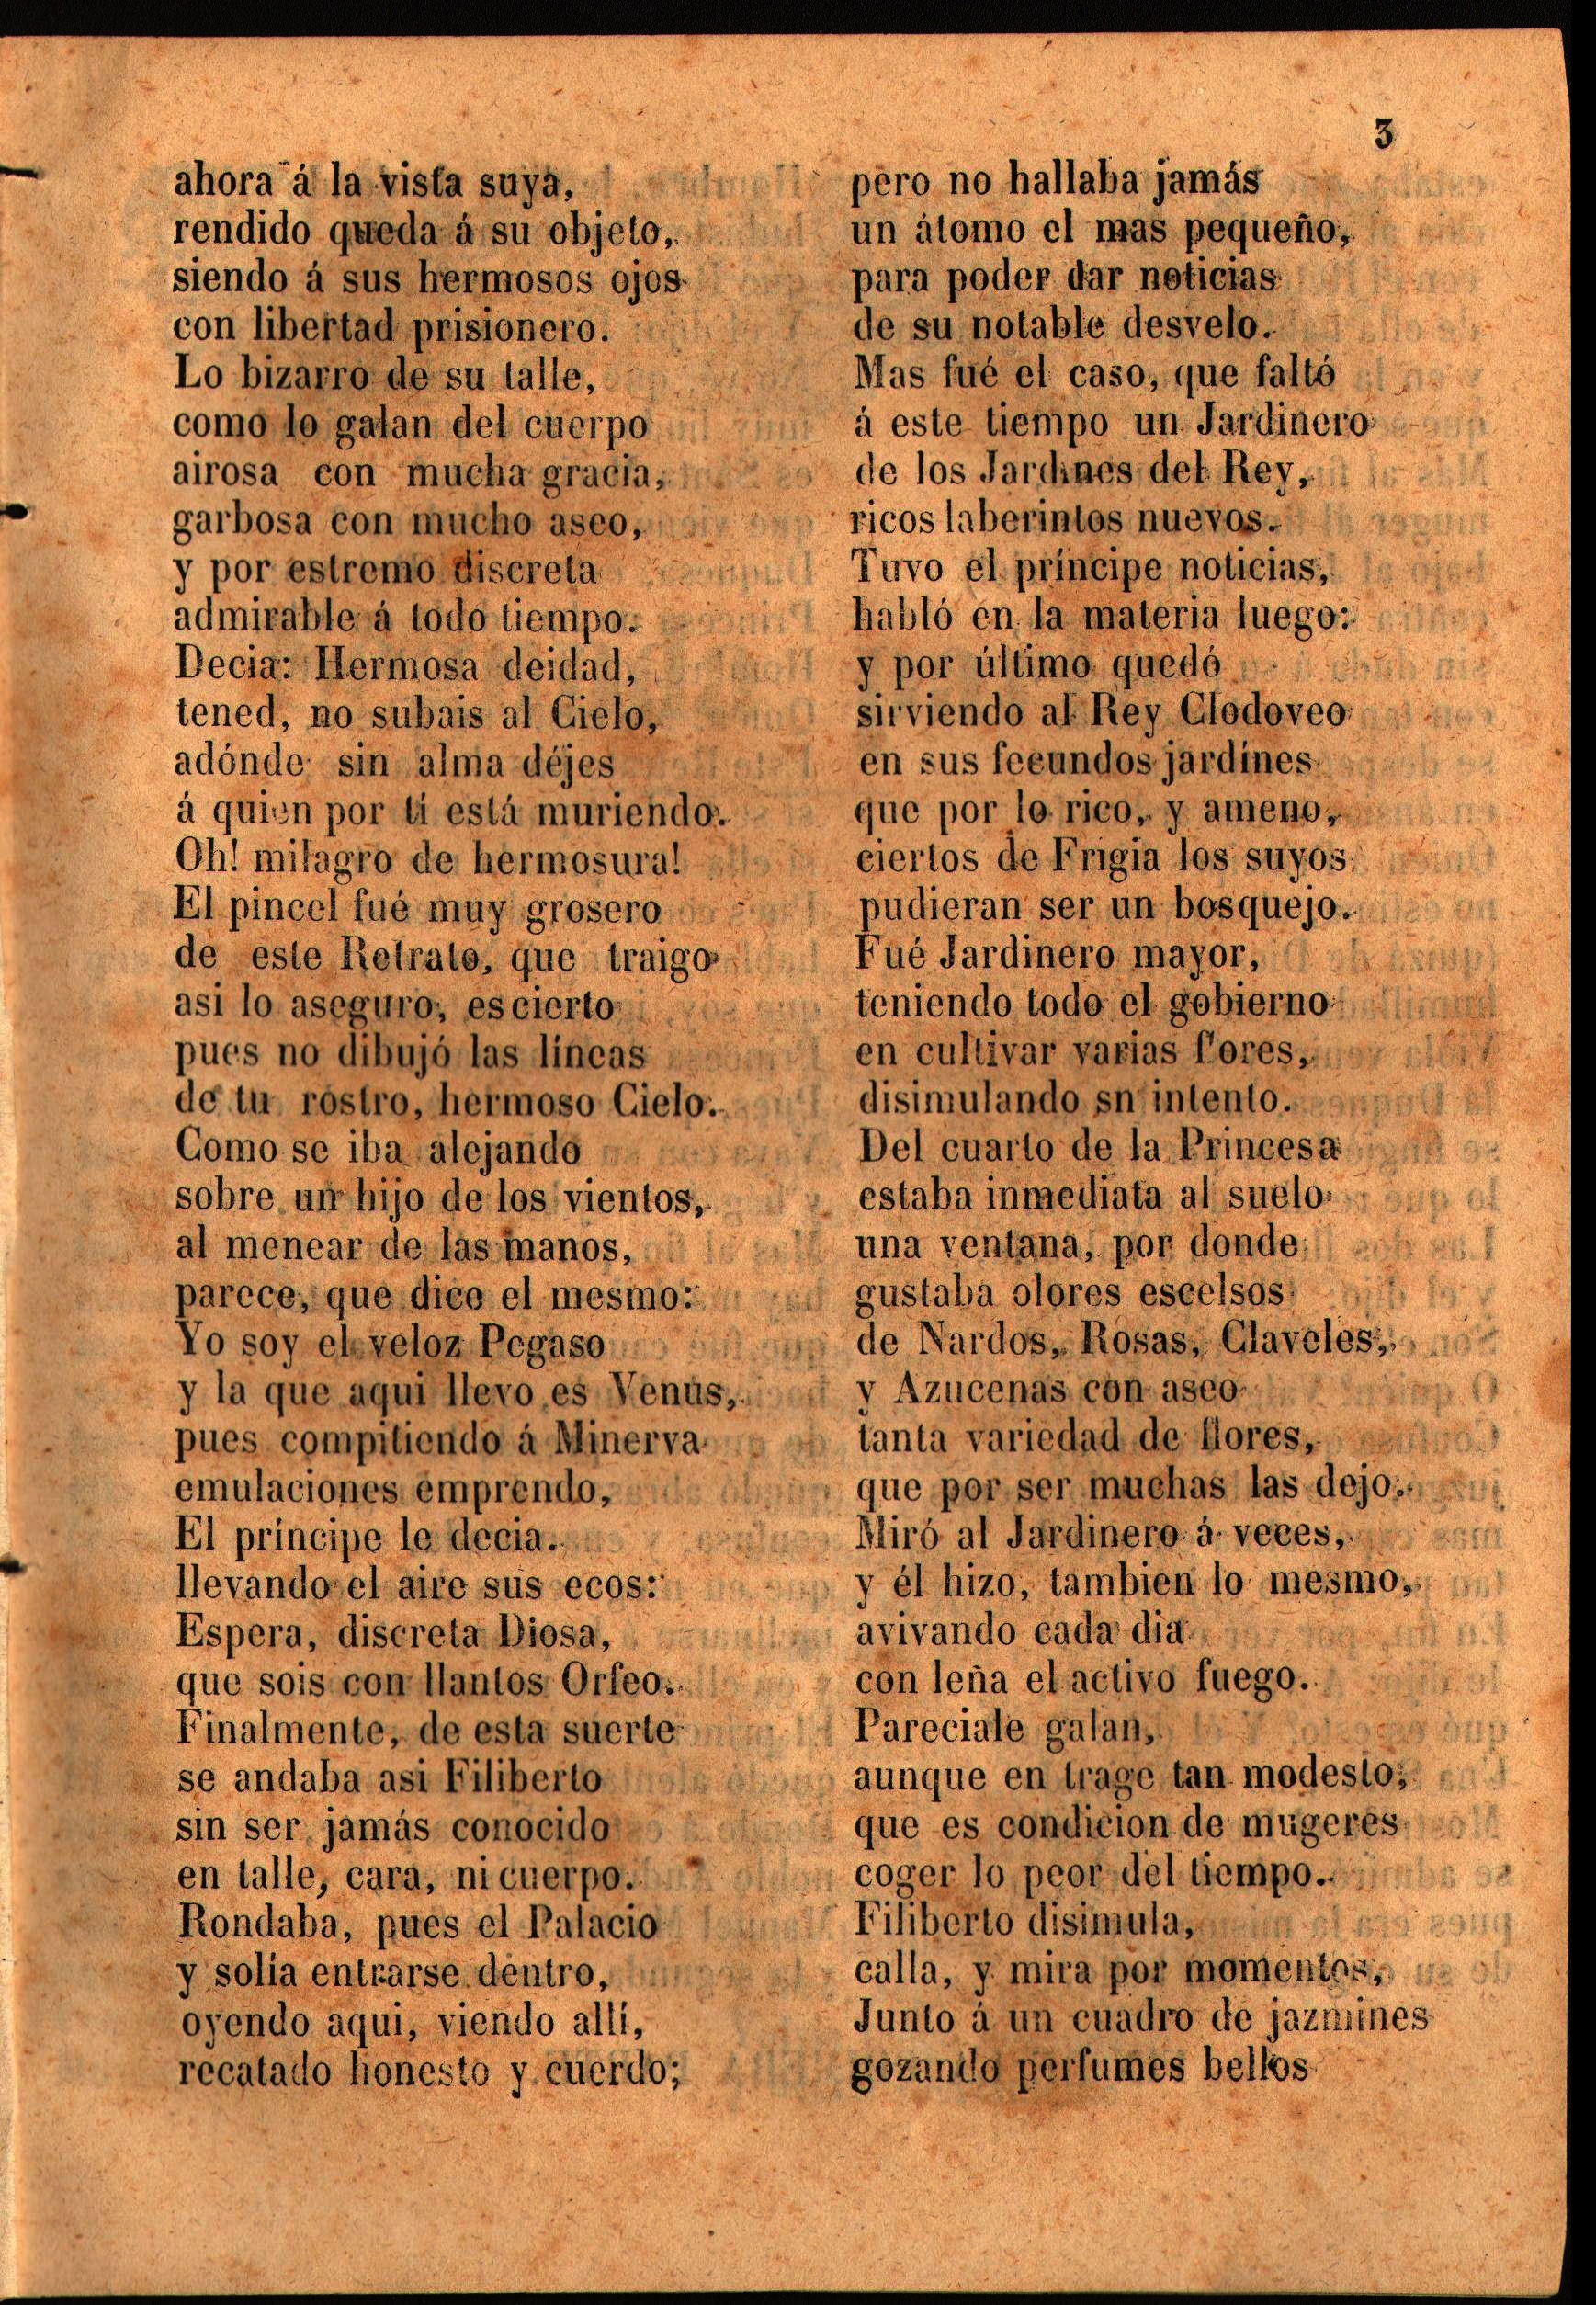 3
ahora á la vista suya,
rendido queda á su objeto,
siendo á sus hermosos ojos
con libertad prisionero.
Lo bizarro de su talle,
como lo galan del cuerpo
airosa con mucha gracia,
garbosa con mucho aseo,
y por estremo discreta
admirable á todo tiempo.
Decia: Hermosa deidad,
tened, no subais al Cielo,
adónde sin alma déjes
á quien por tí está muriendo.
Oh! milagro de hermosura!
El pincel fué muy grosero
de este Retrato, que traigo
asi lo aseguro, es cierto
pues no dibujó las líneas
de tu rostro, hermoso Cielo.
Como se iba alejando
sobre un hijo de los vientos,
al menear de las manos,
parece, que dice el mesmo:
Yo soy el veloz Pegaso
y la que aqui llevo es Venus,
pues compitiendo á Minerva
emulaciones emprendo,
El príncipe le decia.
llevando el aire sus ecos:
Espera, discreta Diosa,
que sois con llantos Orfeo.
Finalmente, de esta suerte
se andaba asi Filiberto
sin ser jamás conocido
en talle, cara, ni cuerpo.
Rondaba, pues el Palacio
y solía entrarse dentro,
oyendo aqui, viendo allí,
recatado honesto y cuerdo;
pero no hallaba jamás
un átomo el mas pequeño,
para poder dar noticias
de su notable desvelo.
Mas fué el caso, que faltó
á este tiempo un Jardinero
de los Jardines del Rey,
ricos laberintos nuevos.
Tuvo el príncipe noticias,
habló en la materia luego:
y por último quedó
sirviendo al Rey Clodoveo
en sus fecundos jardínes
que por lo rico, y ameno,
ciertos de Frigia los suyos
pudieran ser un bosquejo.
Fué Jardinero mayor,
teniendo todo el gobierno
en cultivar varias flores,
disimulando sn intento.
Del cuarto de la Princesa
estaba inmediata al suelo
una ventana, por donde
gustaba olores escelsos
de Nardos, Rosas, Claveles,
y Azucenas con aseo
tanta variedad de flores,
que por ser muchas las dejo.
Miró al Jardinero á veces,
y él hizo, tambien lo mesmo,
avivando cada dia
con leña el activo fuego.
Pareciale galan,
aunque en trage tan modesto;
que es condicion de mugeres
coger lo peor del tiempo.
Filiberto disimula,
calla, y mira por momentos,
Junto á un cuadro de jazmines
gozando perfumes bellos